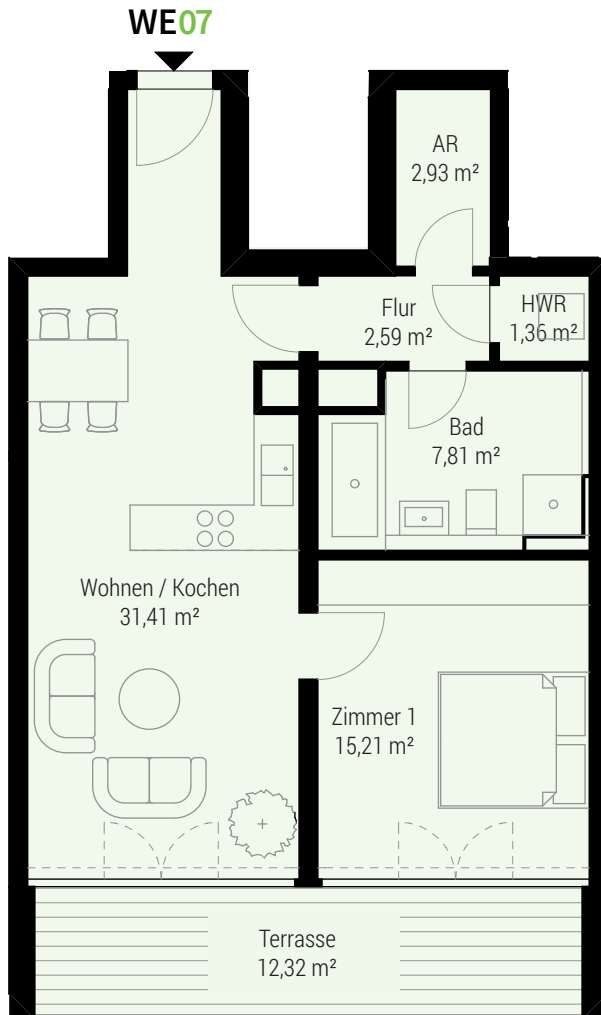 WE07
AR
2,93 m²
Flur
2,59 m²
HWR
1,36 m²
Bad
7,81 m²
Wohnen / Kochen
31,41 m²
Zimmer 1
15,21 m²
Terrasse
12,32 m²